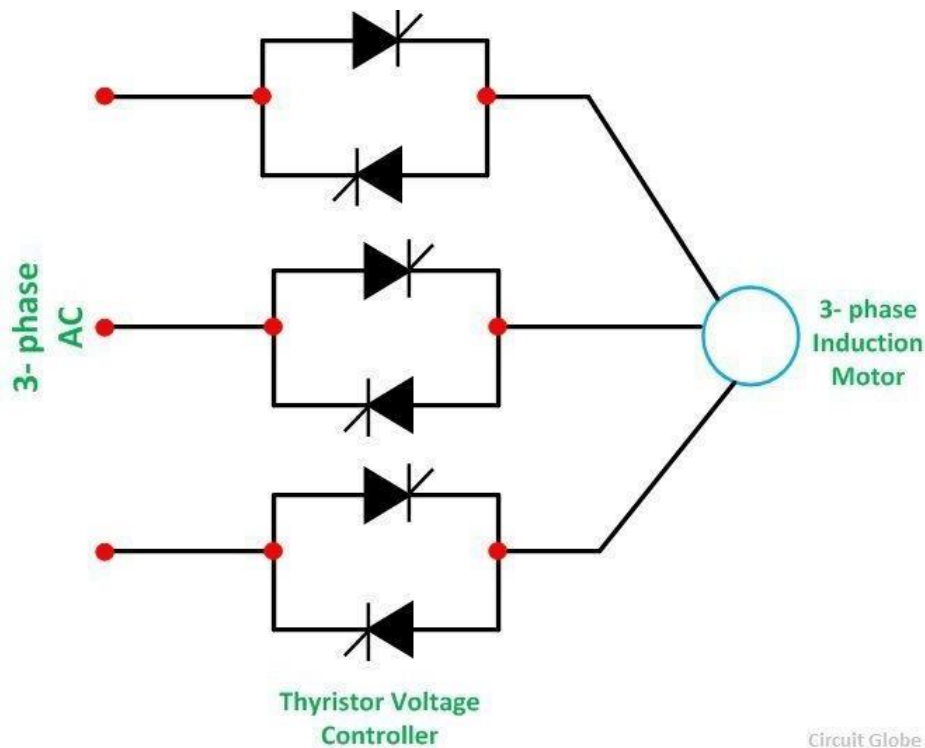 3- phase
AC
3- phase
Induction
Motor
Thyristor Voltage
Controller
Circuit Globe